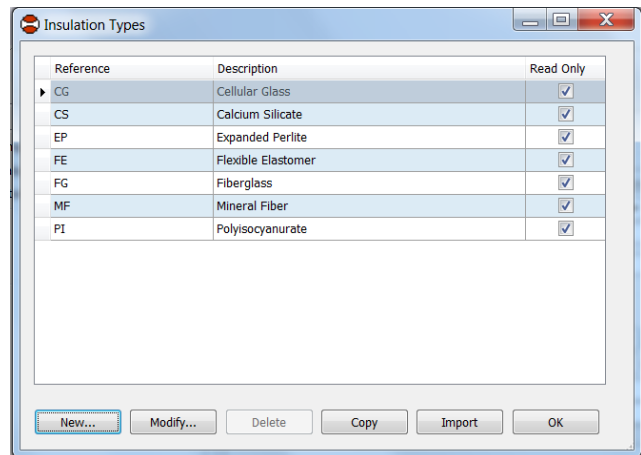 Insulation Types
Reference Description Read Only
CG Cellular Glass
CS Calcium Silicate
EP Expanded Perlite
FE Flexible Elastomer
FG Fiberglass
MF Mineral Fiber
PI Polyisocyanurate
New... Modify... Delete Copy Import OK